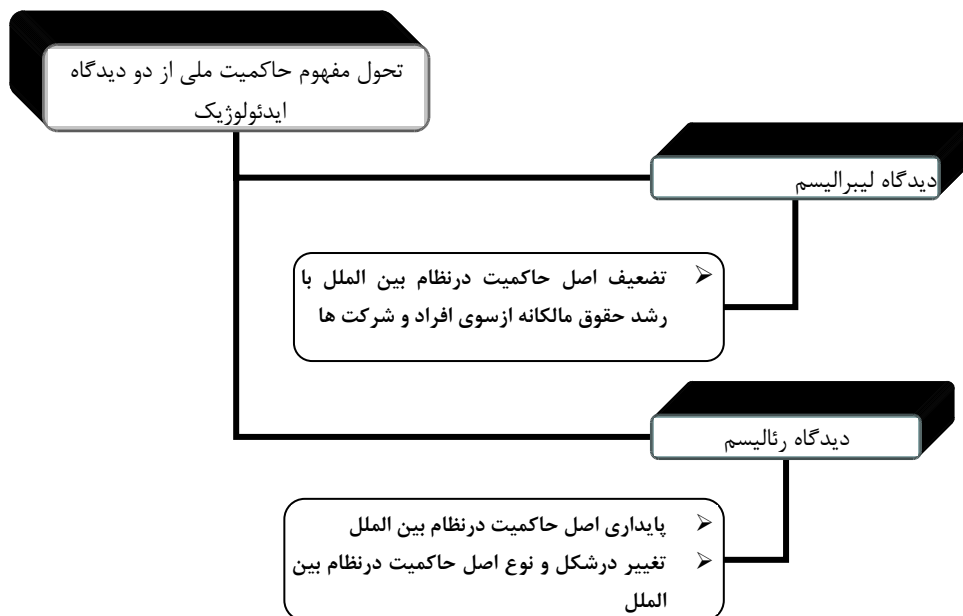 تحول مفهوم حاکمیت ملی از دو دیدگاه
ایدئولوژیک
دیدگاه لیبرالیسم
➢ تضعیف اصل حاکمیت درنظام بین الملل با
رشد حقوق مالکانه ازسوی افراد و شرکت ها
دیدگاه رئالیسم
➢ پایداری اصل حاکمیت درنظام بین الملل
➢ تغییر درشکل و نوع اصل حاکمیت درنظام بین
الملل